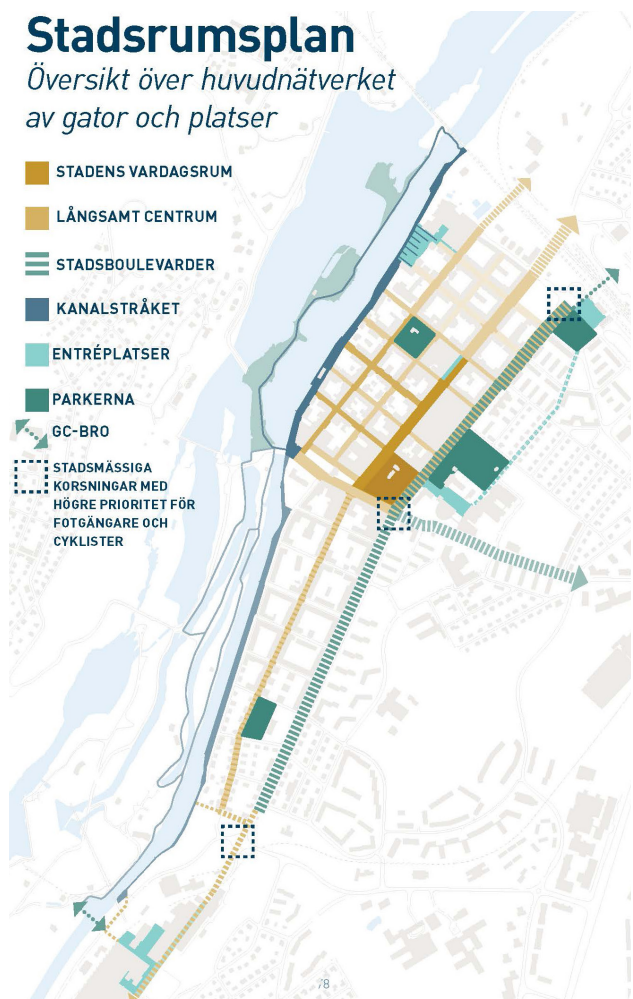 Stadsrumsplan
Översikt över huvudnätverket
av gator och platser
STADENS VARDAGSRUM
LÅNGSAMT CENTRUM
STADSBOULEVARDER
KANALSTRÅKET
ENTRÉPLATSER
PARKERNA
GC-BRO
STADSMÄSSIGA
KORSNINGAR MED
HÖGRE PRIORITET FÖR
FOTGÄNGARE OCH
CYKLISTER
/8